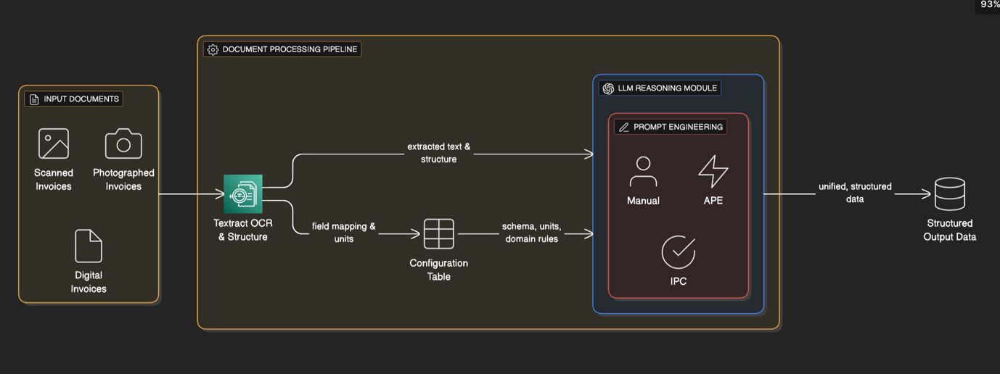 93%
DOCUMENT PROCESSING PIPELINE
INPUT DOCUMENTS
Scanned
Invoices
Photographed
Invoices
Digital
Invoices
Textract OCR
& Structure
extracted text &
structure
field mapping &
units
Configuration
Table
schema, units,
domain rules
LLM REASONING MODULE
PROMPT ENGINEERING
Manual
APE
IPC
unified, structured
data
Structured
Output Data